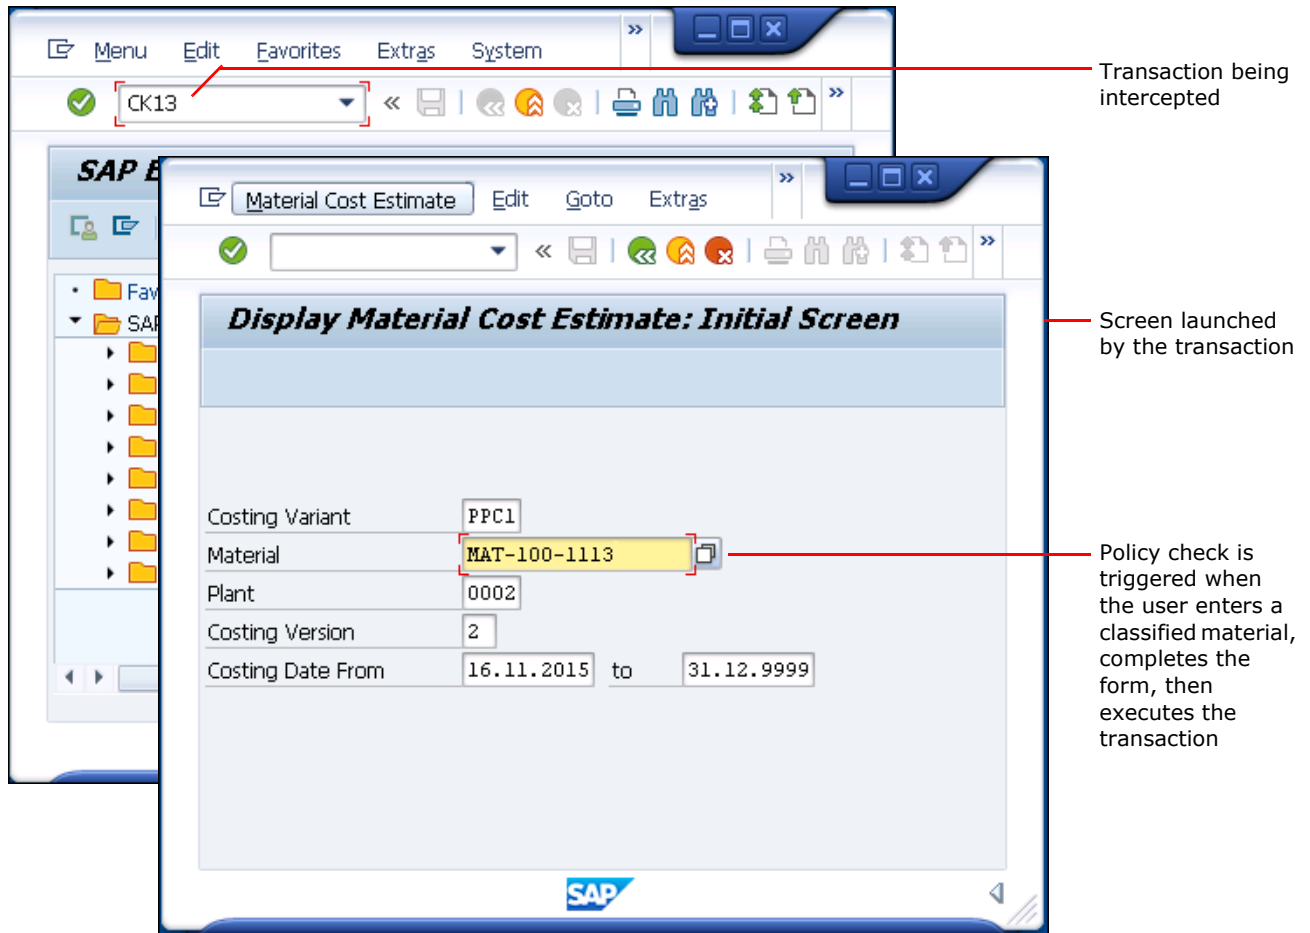 Menu Edit Favorites Extras System »
CK13 « »
SAP E
Fav
SAP
Material Cost Estimate Edit Goto Extras »
« »
Display Material Cost Estimate: Initial Screen
Costing Variant PPC1
Material MAT-100-1113
Plant 0002
Costing Version 2
Costing Date From 16.11.2015 to 31.12.9999
SAP
Transaction being
intercepted
Screen launched
by the transaction
Policy check is
triggered when
the user enters a
classified material,
completes the
form, then
executes the
transaction